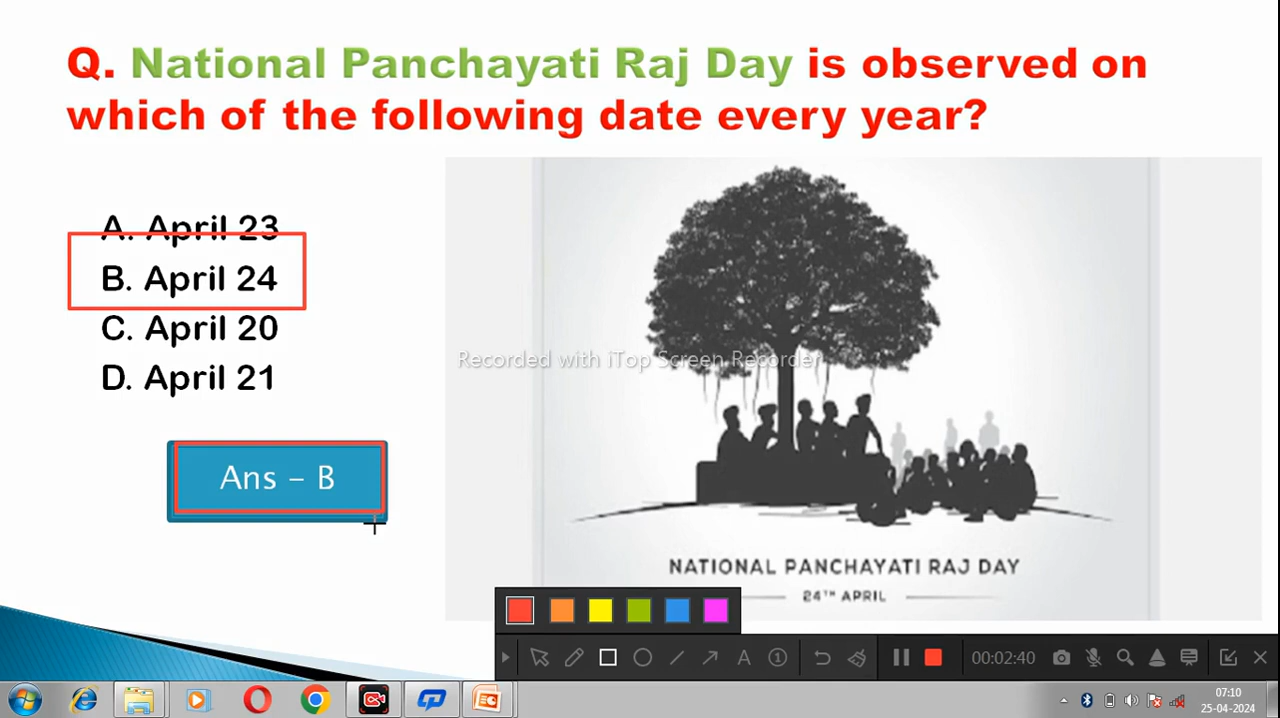 Q. National Panchayati Raj Day is observed on
which of the following date every year?
A. April 23
B. April 24
C. April 20
D. April 21
Recorded with iTop Screen Recorder
Ans – B
NATIONAL PANCHAYATI RAJ DAY
24TH APRIL
A
1
00:02:40
07:10
25-04-2024